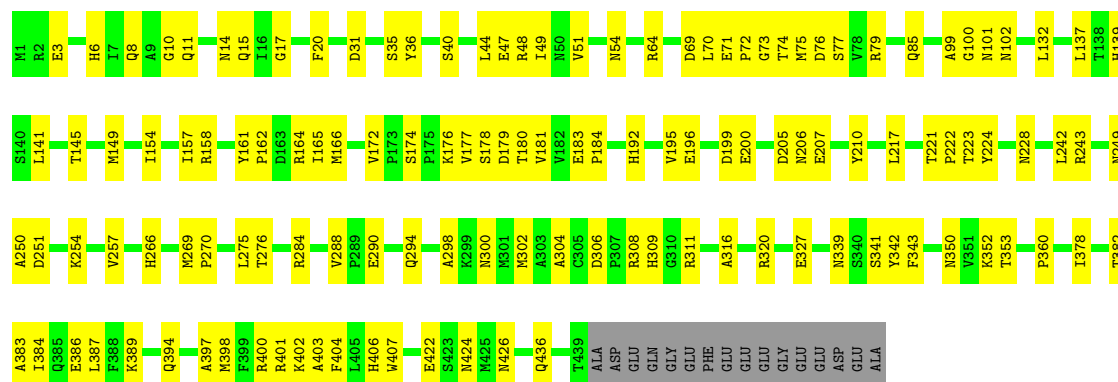 M1 R2 E3 H6 I7 Q8 A9 G10 Q11 N14 Q15 I16 G17 F20 D31 S35 Y36 S40 L44 E47 R48 I49 N50 V51 N54 R64 D69 L70 E71 P72 G73 T74 M75 D76 S77 V78 R79 Q85 A99 G100 N101 N102 L132 L137 T138 H139
S140 L141 T145 M149 I154 I157 R158 Y161 P162 D163 R164 I165 M166 V172 P173 S174 P175 K176 V177 S178 D179 T180 V181 V182 E183 P184 H192 V195 E196 D199 E200 D205 N206 E207 Y210 L217 T221 P222 T223 Y224 N228 L242 R243 N249
A250 D251 K254 V257 H266 M269 P270 L275 T276 R284 V288 P289 E290 Q294 A298 K299 N300 M301 M302 A303 A304 C305 D306 P307 R308 H309 G310 R311 A316 R320 E327 N339 S340 S341 Y342 F343 N350 V351 K352 T353 P360 I378 T382
A383 I384 Q385 E386 L387 F388 K389 Q394 A397 M398 F399 R400 R401 K402 A403 F404 L405 H406 W407 E422 S423 N424 M425 N426 Q436 T439 ALA ASP GLU GLN GLY GLU PHE GLU GLU GLU GLY GLU GLU ASP GLU ALA